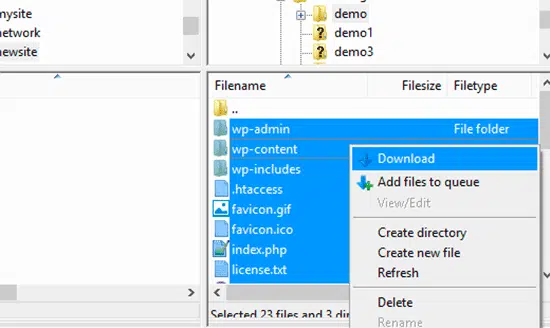 mysite
network
newsite
demo
demo1
demo3
Filename Filesize Filetype
..
wp-admin File folder
wp-content
wp-includes
.htaccess
favicon.gif
favicon.ico
index.php
license.txt
Download
Add files to queue
View/Edit
Create directory
Create new file
Refresh
Delete
Rename
Selected 23 files and 3 dir